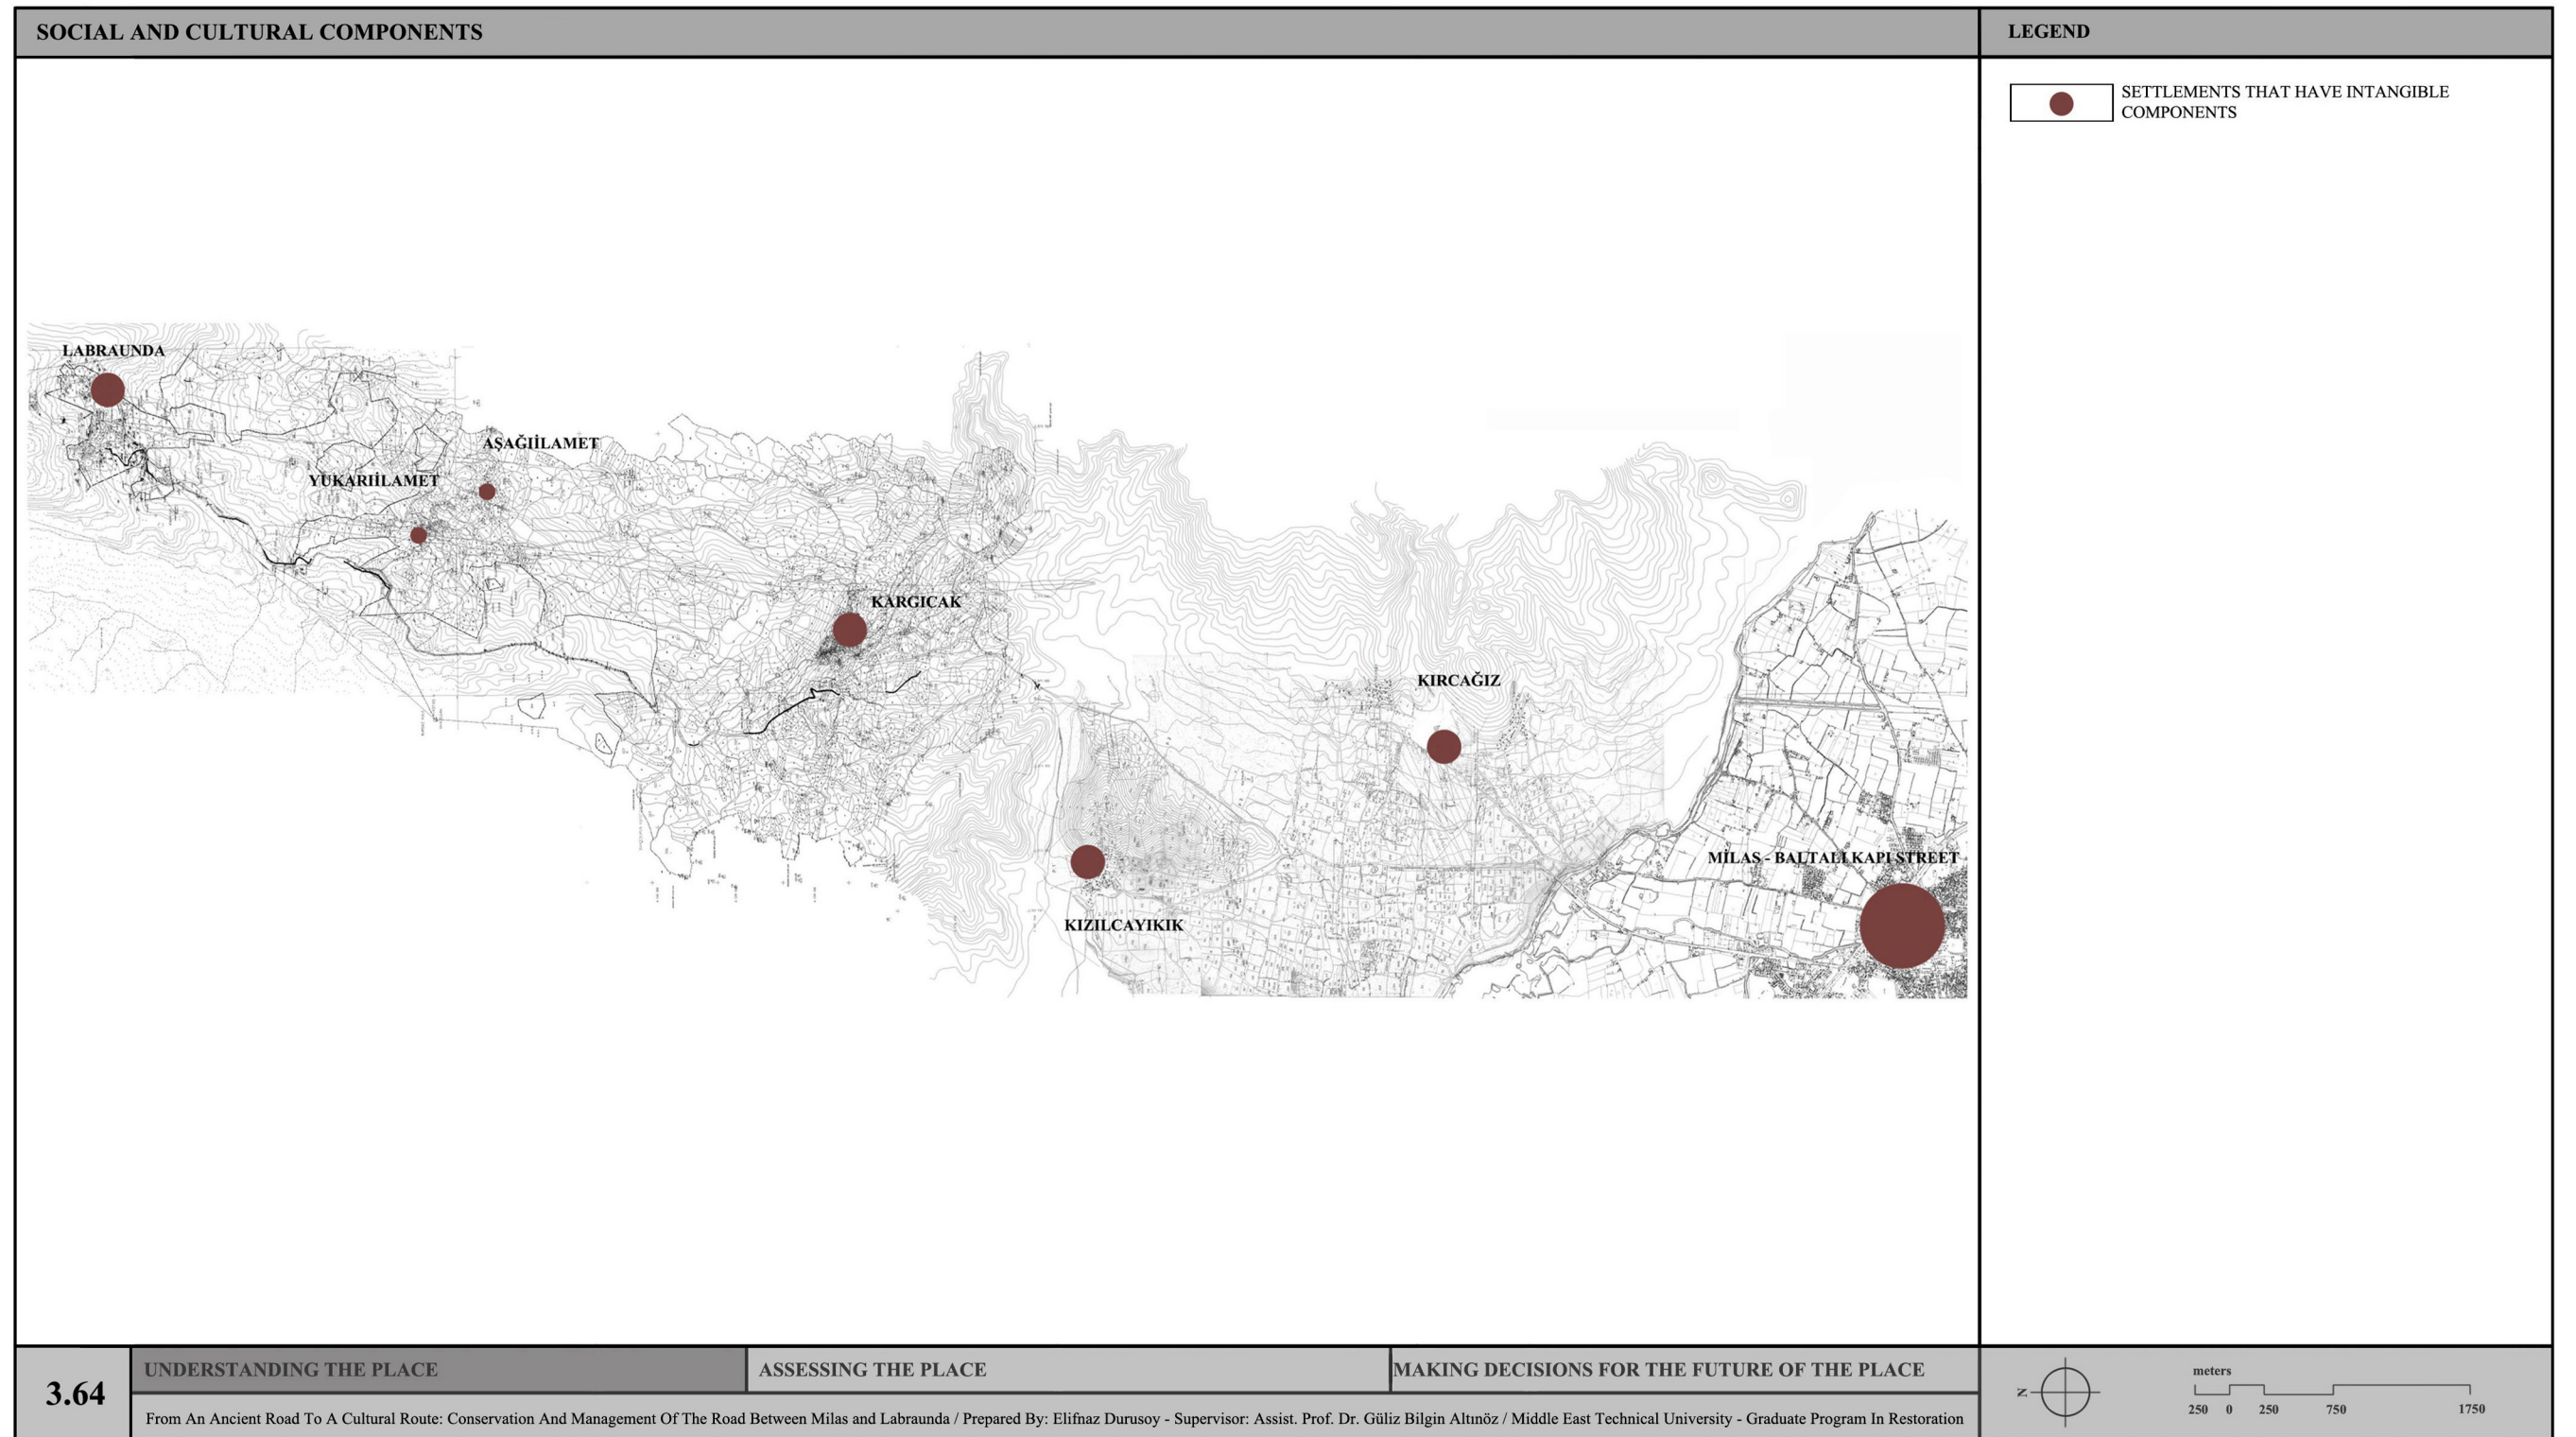 SOCIAL AND CULTURAL COMPONENTS
LEGEND
SETTLEMENTS THAT HAVE INTANGIBLE
COMPONENTS
LABRAUNDA
AŞAĞIİLAMET
YUKARIİLAMET
KARGICAK
KIRCAĞIZ
MİLAS - BALTALI KAPI STREET
KIZILCAYIKIK
3.64
UNDERSTANDING THE PLACE
ASSESSING THE PLACE
MAKING DECISIONS FOR THE FUTURE OF THE PLACE
From An Ancient Road To A Cultural Route: Conservation And Management Of The Road Between Milas and Labraunda / Prepared By: Elifnaz Durusoy - Supervisor: Assist. Prof. Dr. Güliz Bilgin Altınöz / Middle East Technical University - Graduate Program In Restoration
N
meters
250 0 250 750 1750